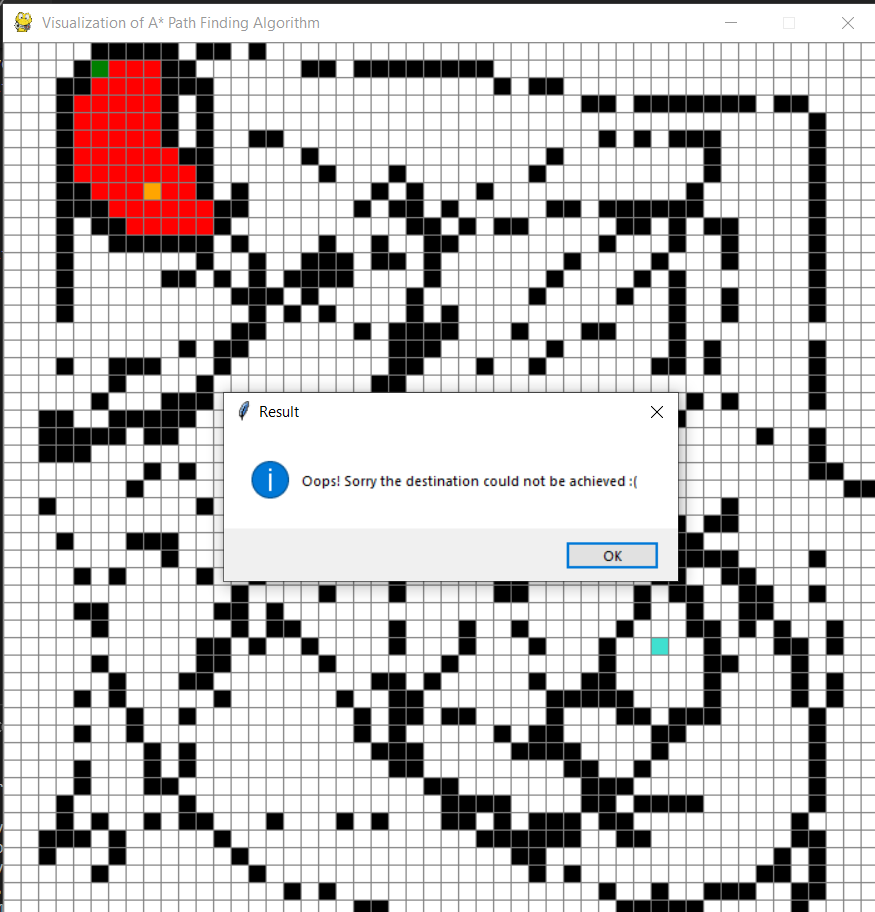 Visualization of A* Path Finding Algorithm
Result
Oops! Sorry the destination could not be achieved :(
OK